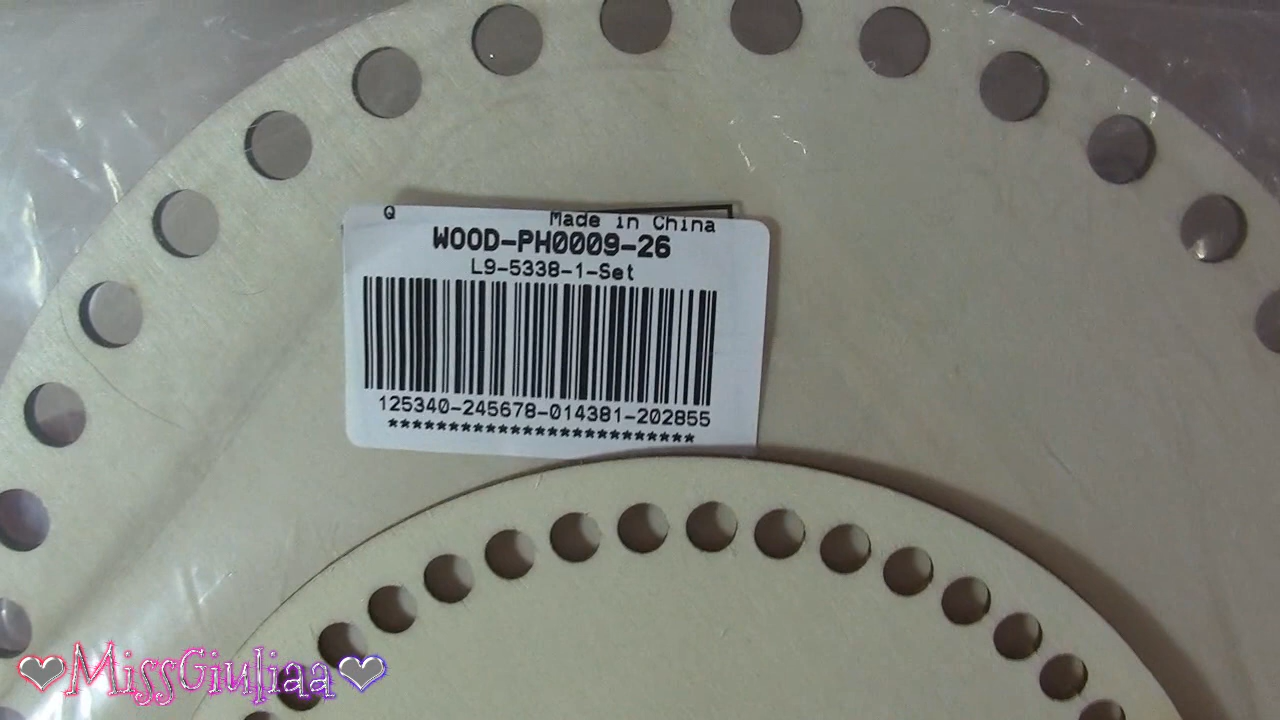 Q Made in China
WOOD-PH0009-26
L9-5338-1-Set
125340-245678-014381-202855
************************
❤MissGiuliaa❤